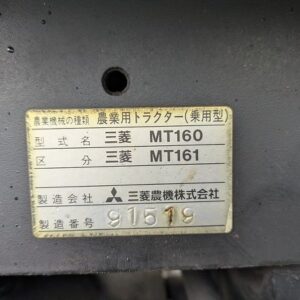 農業機械の種類 農業用トラクター(乗用型)
型式名 三菱 MT160
区分 三菱 MT161
製造会社 三菱農機株式会社
製造番号 91519